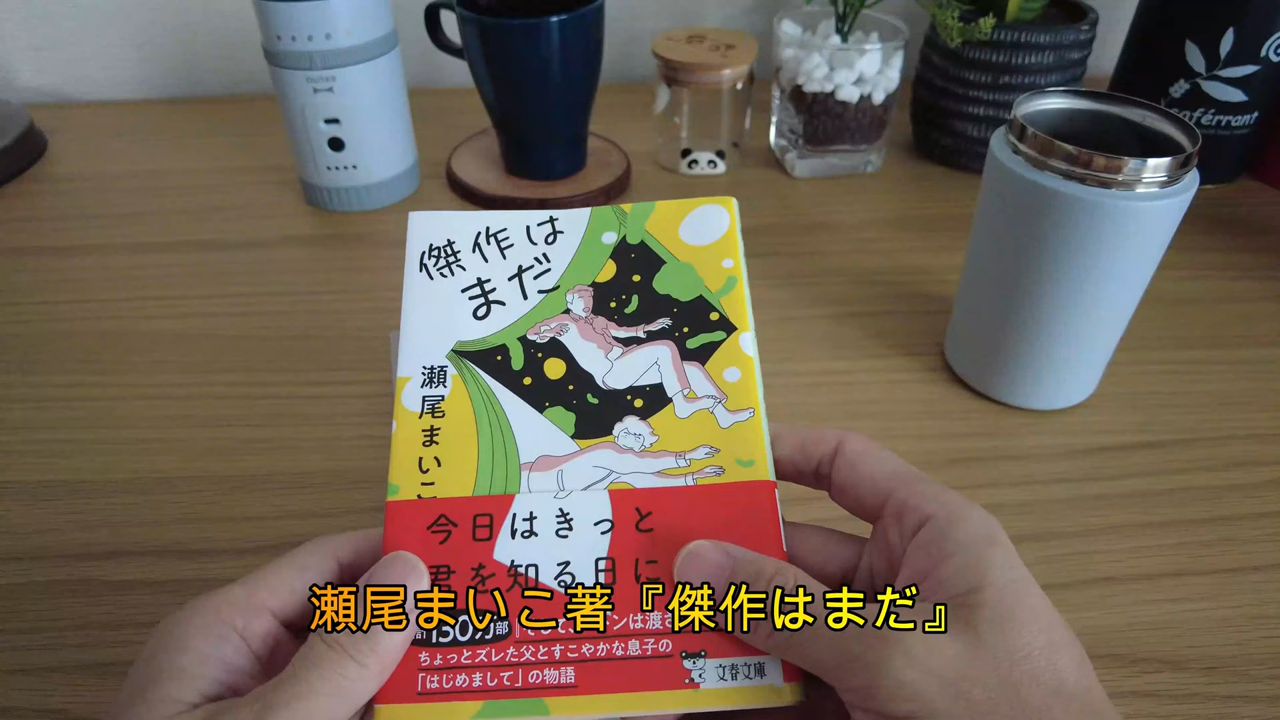 OUTES
aférrant
傑作は
まだ
瀬尾まいこ
今日はきっと
君を知る日に
瀬尾まいこ著『傑作はまだ』
ちょっとズレた父とすこやかな息子の
「はじめまして」の物語
文春文庫